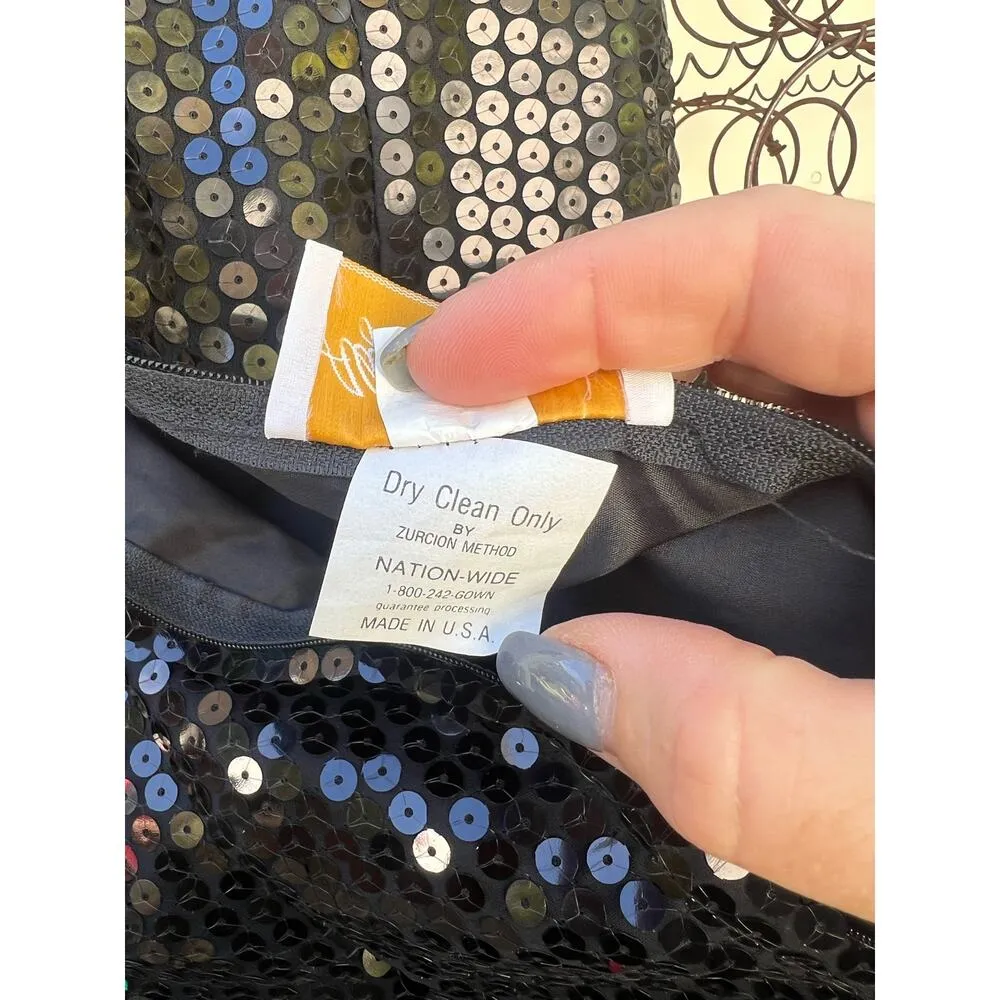 Dry Clean Only
BY
ZURCION METHOD
NATION-WIDE
1-800-242-GOWN
guarantee processing
MADE IN U.S.A.